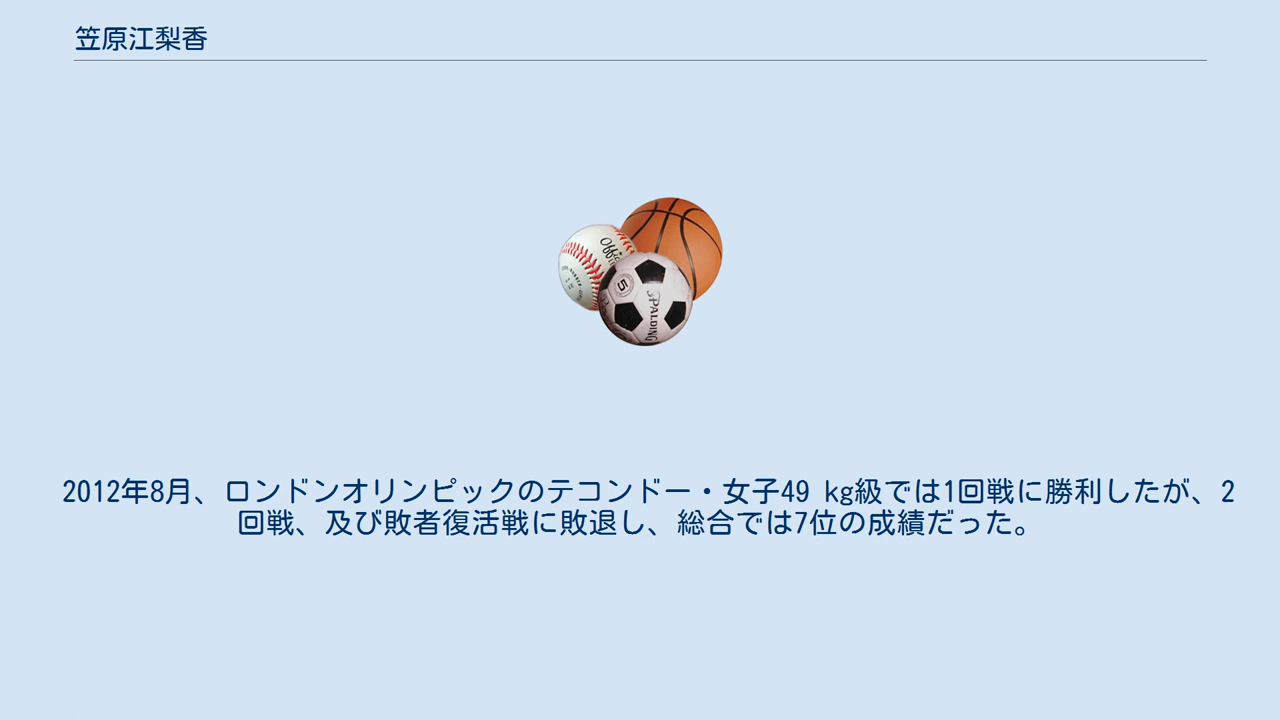 笠原江梨香
Offi
5
SPALDING
2012年8月、ロンドンオリンピックのテコンドー・女子49 kg級では1回戦に勝利したが、2
回戦、及び敗者復活戦に敗退し、総合では7位の成績だった。